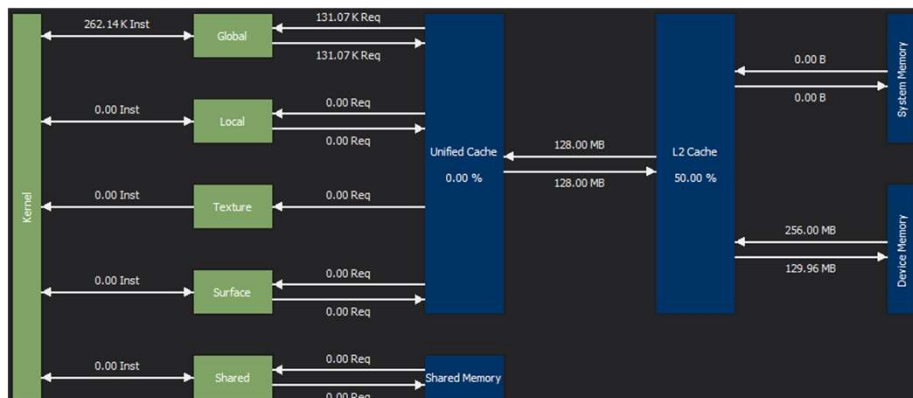 262.14 K Inst
Global
131.07 K Req
131.07 K Req
0.00 B
0.00 B
System Memory
0.00 Inst
Local
0.00 Req
0.00 Req
Unified Cache
0.00 %
128.00 MB
128.00 MB
L2 Cache
50.00 %
Kernel
0.00 Inst
Texture
0.00 Req
256.00 MB
129.96 MB
Device Memory
0.00 Inst
Surface
0.00 Req
0.00 Req
0.00 Inst
Shared
0.00 Req
0.00 Req
Shared Memory